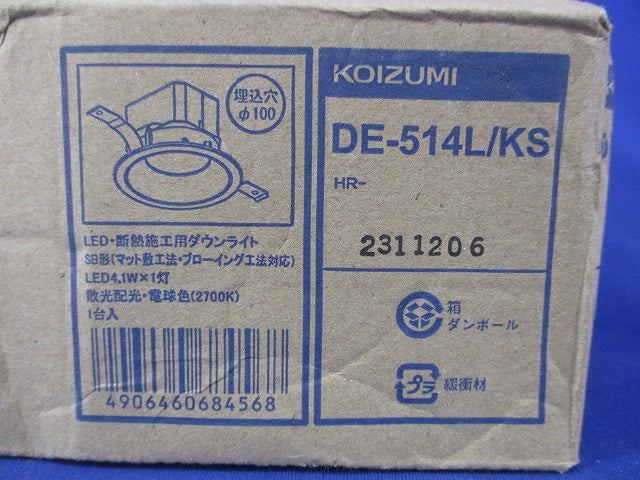 埋込穴
φ100
LED・断熱施工用ダウンライト
SB形(マット敷工法・ブローイング工法対応)
LED4.1W×1灯
散光配光・電球色(2700K)
1台入
4906460684568
KOIZUMI
DE-514L/KS
HR-
2311206
箱
ダンボール
プラ
緩衝材